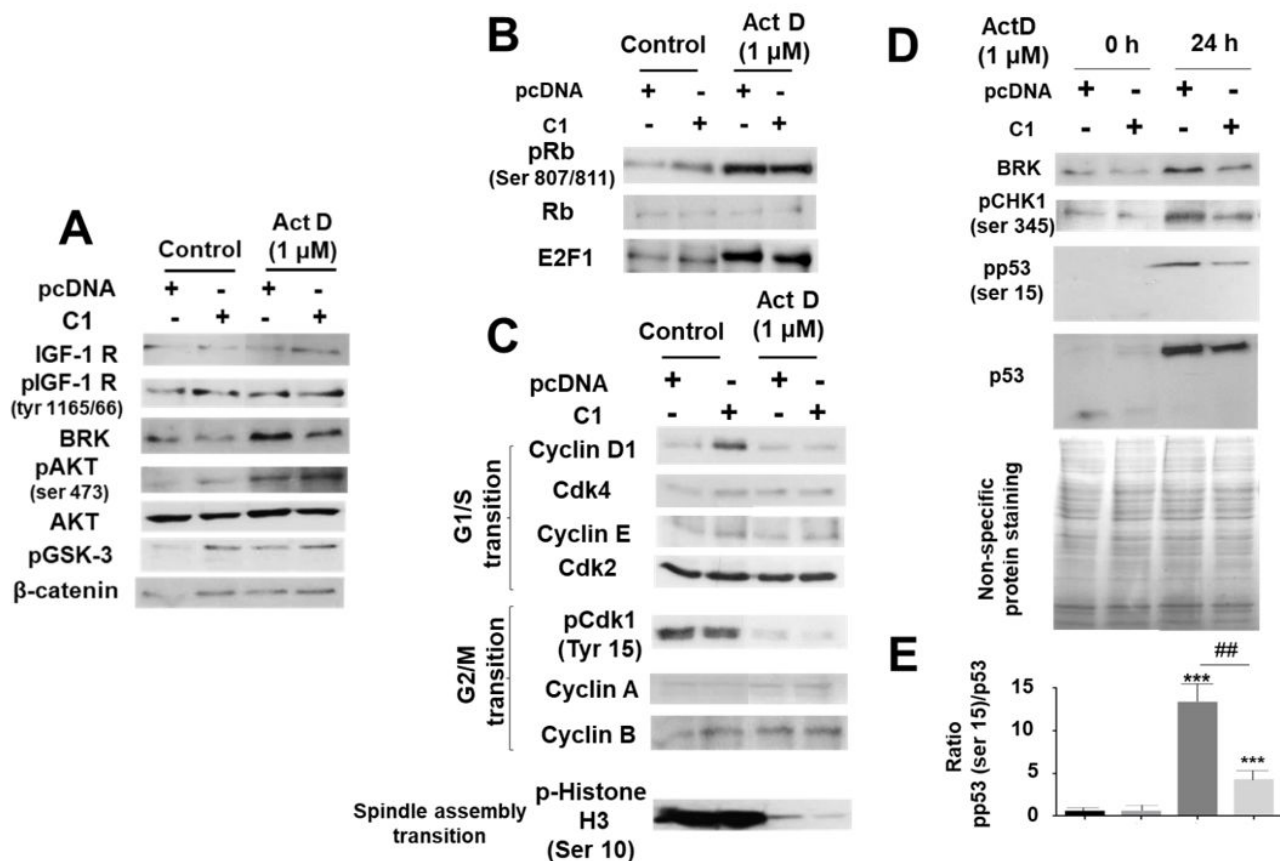 A
Control
Act D
(1 µM)
pcDNA + - + -
C1 - + - +
IGF-1 R
pIGF-1 R
(tyr 1165/66)
BRK
pAKT
(ser 473)
AKT
pGSK-3
β-catenin
B
Control
Act D
(1 µM)
pcDNA + - + -
C1 - + - +
pRb
(Ser 807/811)
Rb
E2F1
C
Control
Act D
(1 µM)
pcDNA + - + -
C1 - + - +
G1/S
transition
Cyclin D1
Cdk4
Cyclin E
Cdk2
G2/M
transition
pCdk1
(Tyr 15)
Cyclin A
Cyclin B
Spindle assembly
transition
p-Histone
H3
(Ser 10)
D
ActD
(1 µM)
0 h 24 h
pcDNA + - + -
C1 - + - +
BRK
pCHK1
(ser 345)
pp53
(ser 15)
p53
Non-specific
protein staining
E
Ratio
pp53 (ser 15)/p53
15
10
5
0
##
***
***